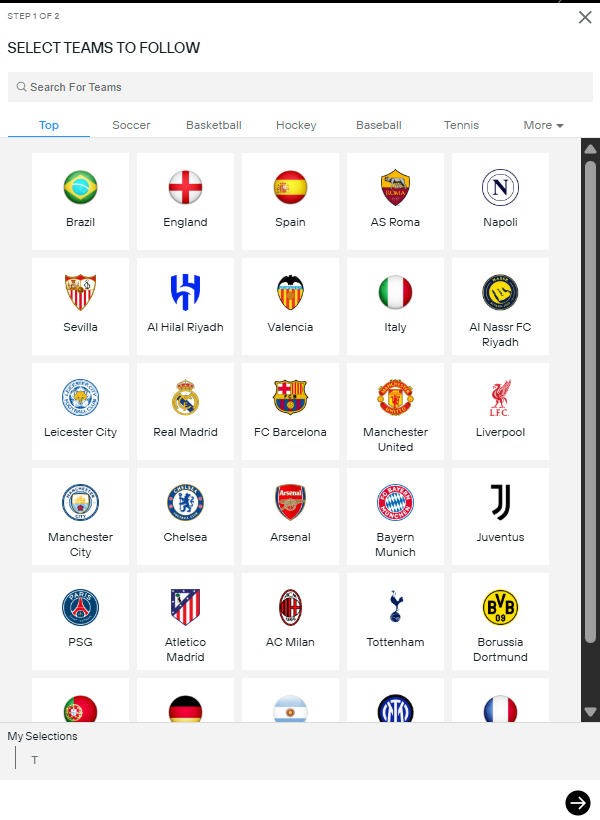 STEP 1 OF 2
SELECT TEAMS TO FOLLOW
Search For Teams
Top Soccer Basketball Hockey Baseball Tennis More
Brazil England Spain AS Roma Napoli
Sevilla Al Hilal Riyadh Valencia Italy Al Nassr FC
Riyadh
Leicester City Real Madrid FC Barcelona Manchester Liverpool
United
Manchester Chelsea Arsenal Bayern Juventus
City Munich
PSG Atletico AC Milan Tottenham Borussia
Madrid Dortmund
My Selections
T